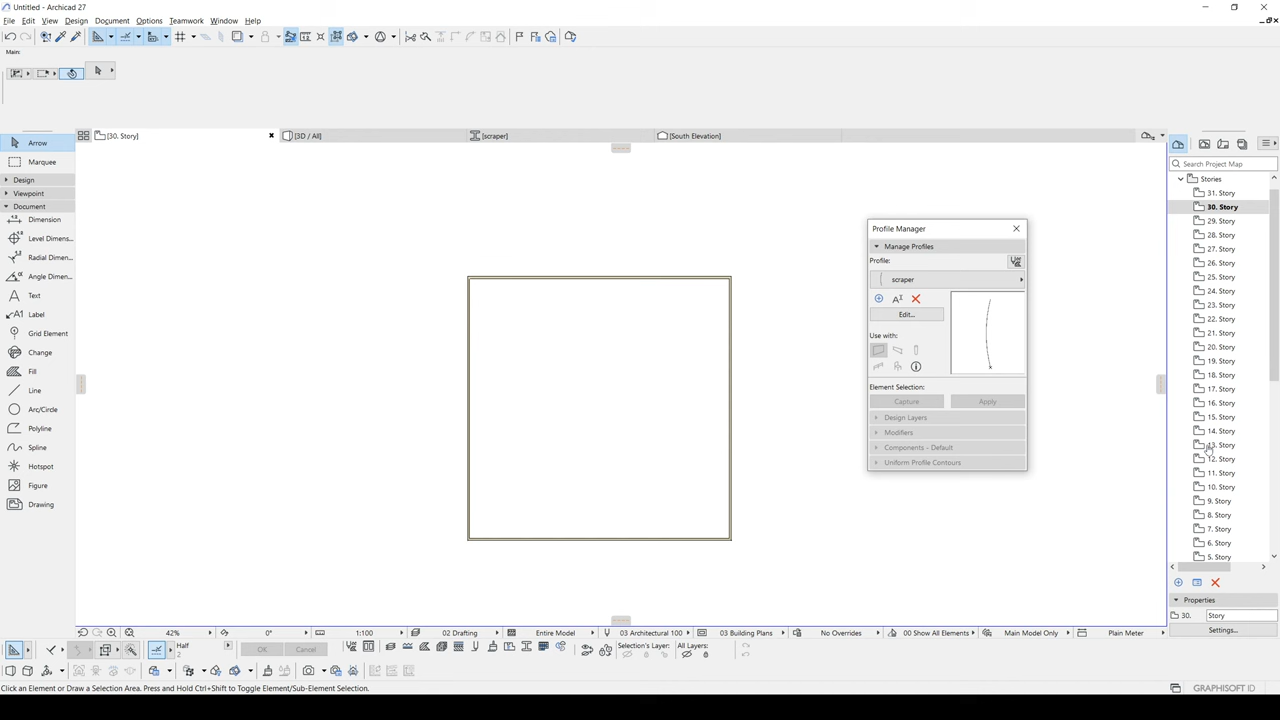 Untitled - Archicad 27
File Edit View Design Document Options Teamwork Window Help
Main:
[30. Story]
[3D / All]
[scraper]
[South Elevation]
Arrow
Marquee
Design
Viewpoint
Document
Dimension
Level Dimens...
Radial Dimen...
Angle Dimen...
Text
Label
Grid Element
Change
Fill
Line
Arc/Circle
Polyline
Spline
Hotspot
Figure
Drawing
Profile Manager
Manage Profiles
Profile:
scraper
Edit...
Use with:
Element Selection:
Capture Apply
Design Layers
Modifiers
Components - Default
Uniform Profile Contours
Search Project Map
Stories
31. Story
30. Story
29. Story
28. Story
27. Story
26. Story
25. Story
24. Story
23. Story
22. Story
21. Story
20. Story
19. Story
18. Story
17. Story
16. Story
15. Story
14. Story
13. Story
12. Story
11. Story
10. Story
9. Story
8. Story
7. Story
6. Story
5. Story
Properties
30. Story
Settings...
42% 0° 1:100 02 Drafting Entire Model 03 Architectural 100 03 Building Plans No Overrides 00 Show All Elements Main Model Only Plain Meter
Half
2
OK Cancel
Selection's Layer: All Layers:
Click an Element or Draw a Selection Area. Press and Hold Ctrl+Shift to Toggle Element/Sub-Element Selection.
GRAPHISOFT ID